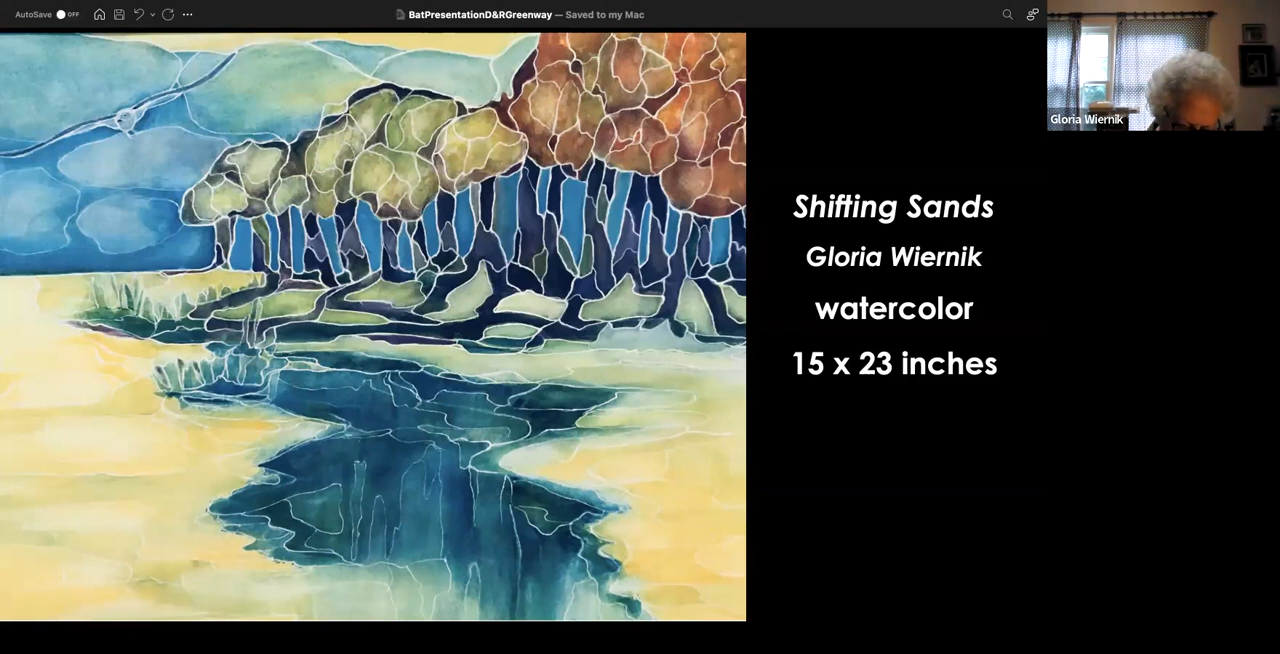 AutoSave OFF
BatPresentationD&RGreenway — Saved to my Mac
Gloria Wiernik
Shifting Sands
Gloria Wiernik
watercolor
15 x 23 inches